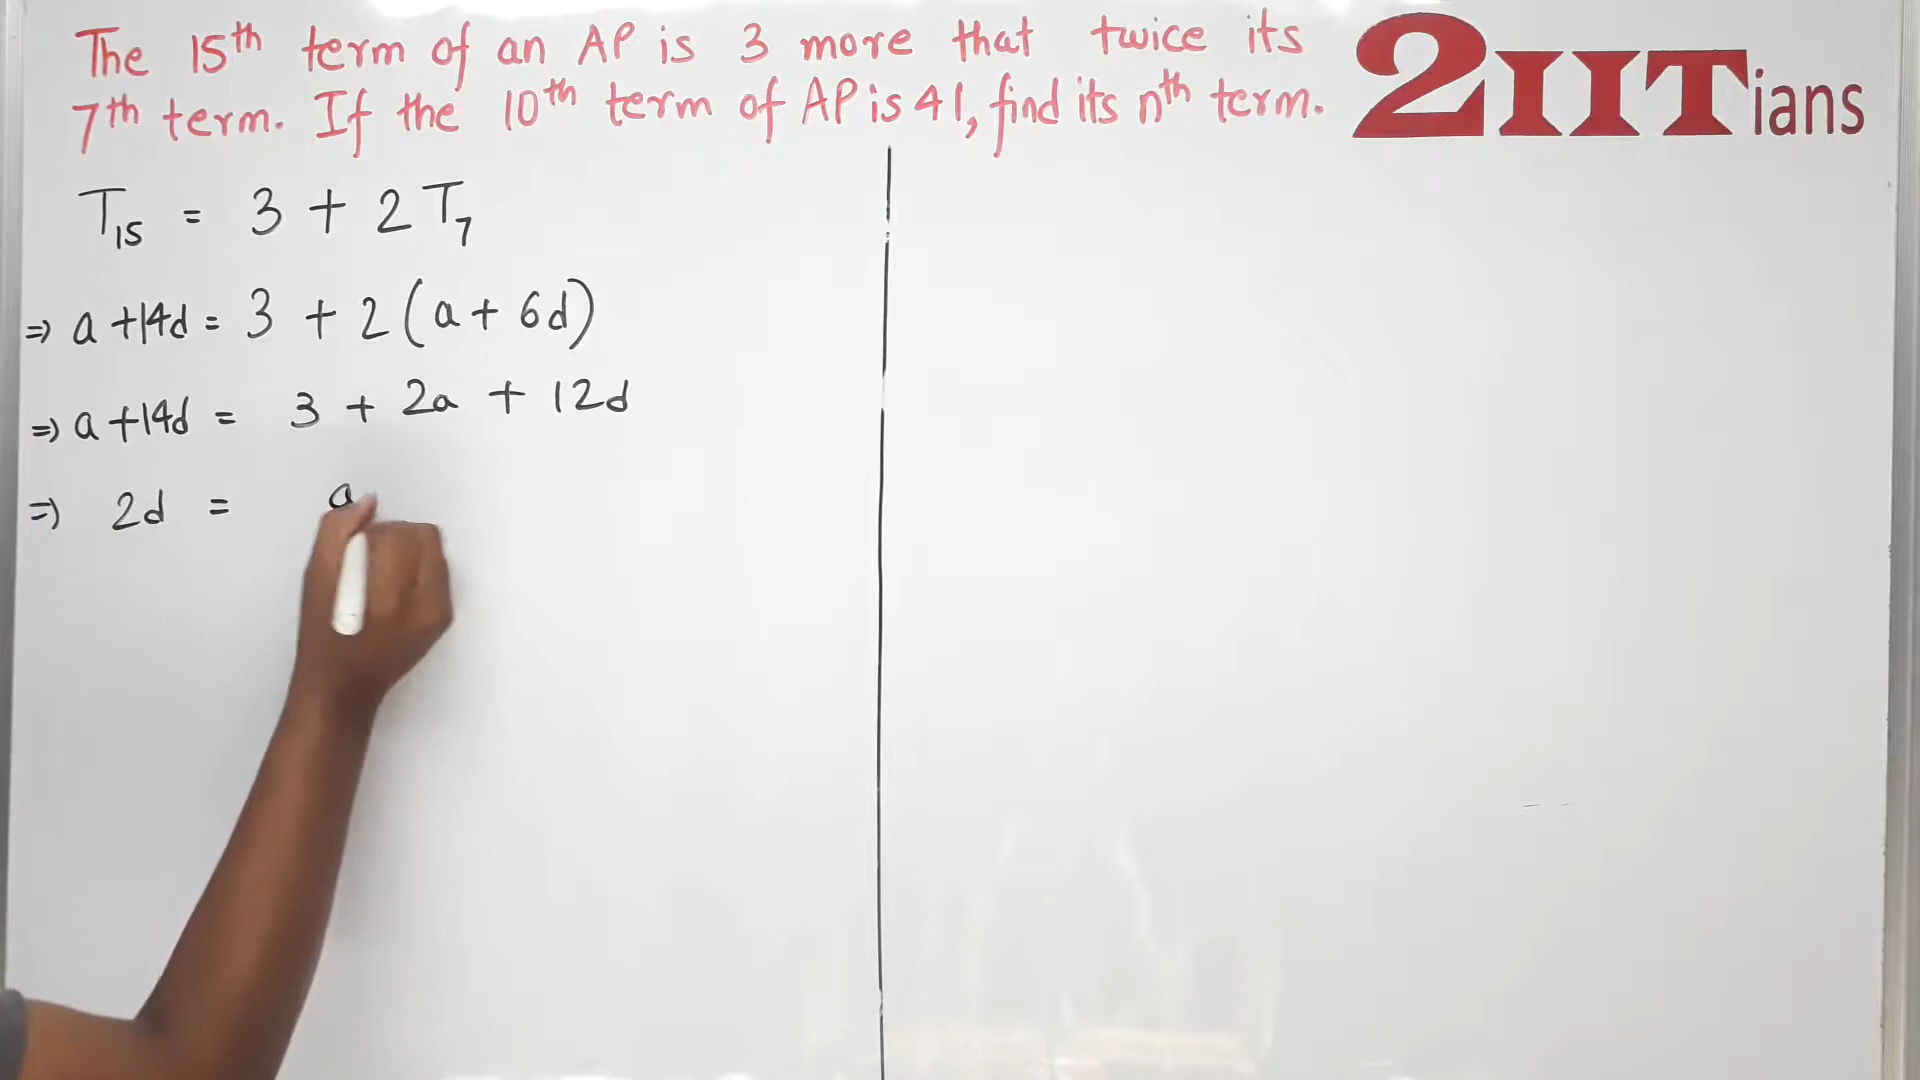 The 15th term of an AP is 3 more that twice its
7th term. If the 10th term of AP is 41, find its nth term.
2IITians
T15 = 3 + 2T7
⇒ a+14d = 3 + 2(a + 6d)
⇒ a+14d = 3 + 2a + 12d
⇒ 2d = a